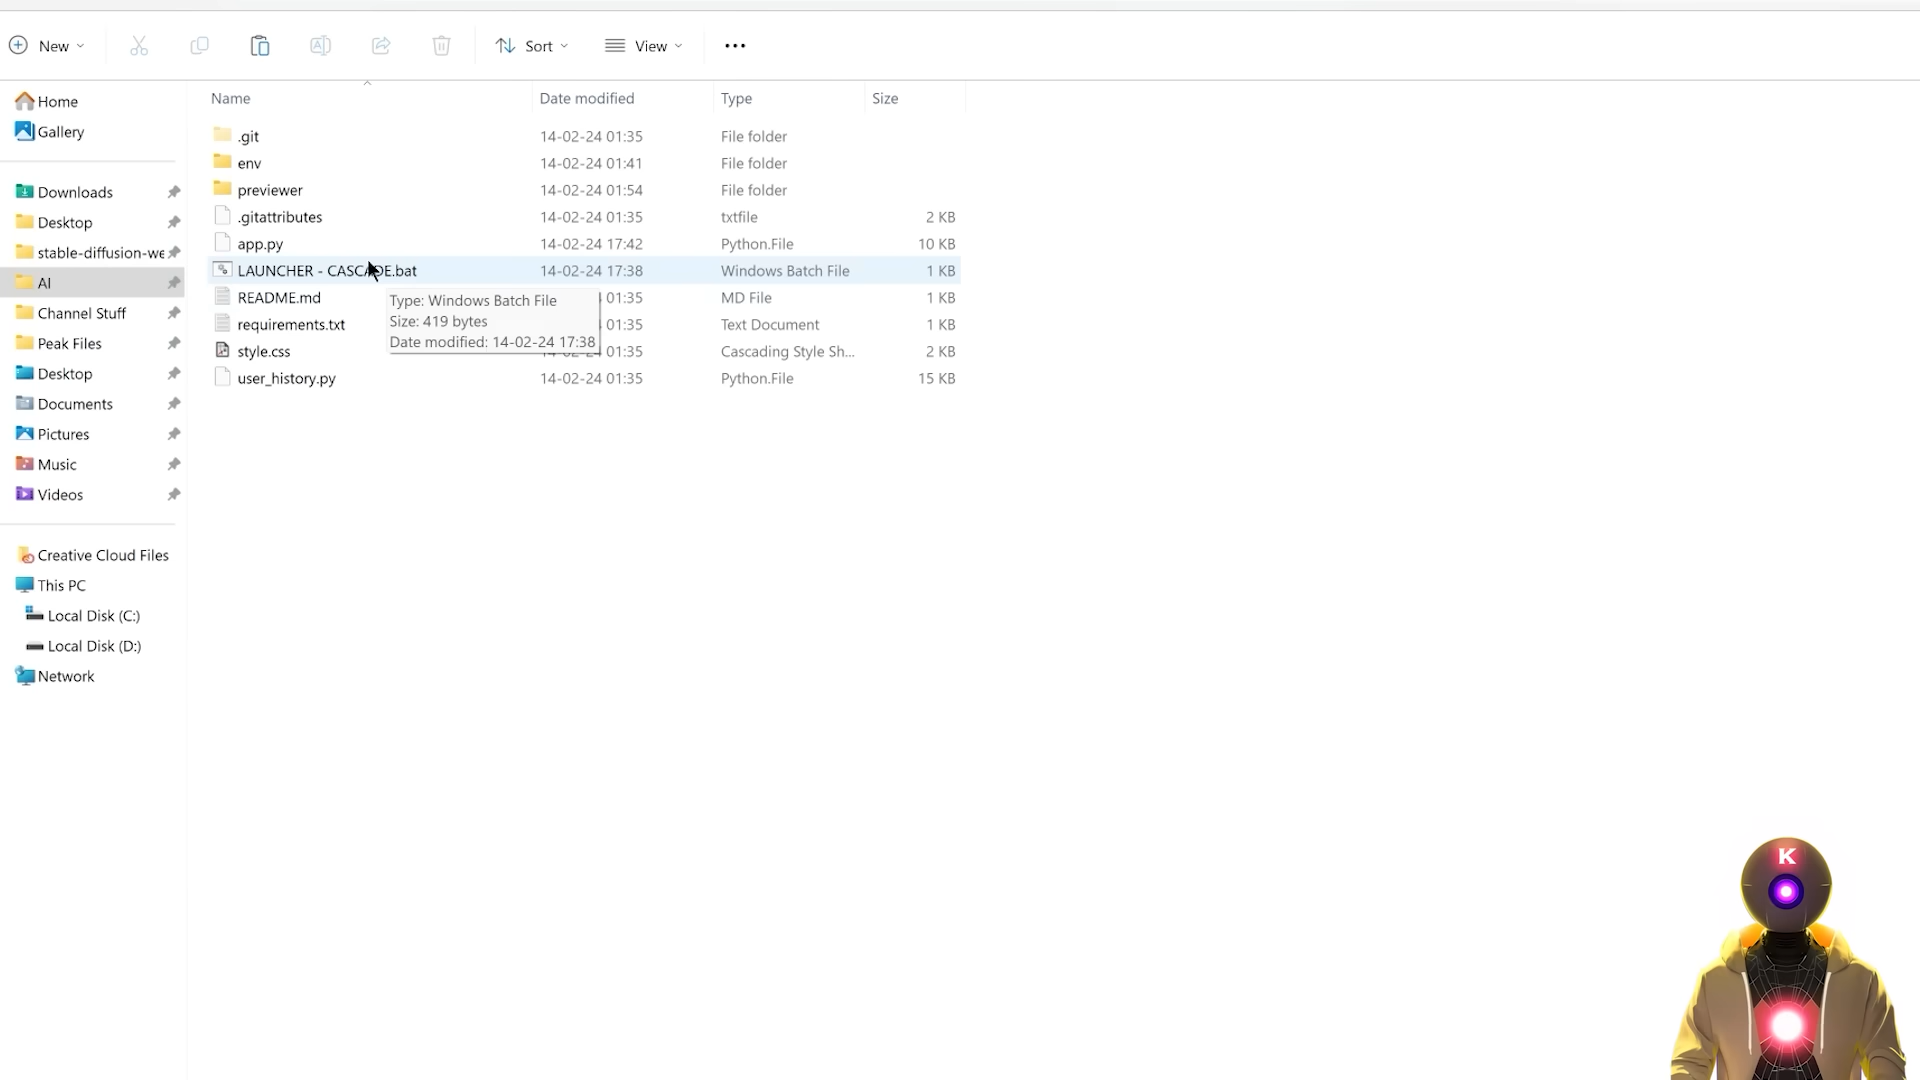 New Sort View
Name Date modified Type Size
Home
Gallery
Downloads
Desktop
stable-diffusion-we
AI
Channel Stuff
Peak Files
Desktop
Documents
Pictures
Music
Videos
Creative Cloud Files
This PC
Local Disk (C:)
Local Disk (D:)
Network
.git 14-02-24 01:35 File folder
env 14-02-24 01:41 File folder
previewer 14-02-24 01:54 File folder
.gitattributes 14-02-24 01:35 txtfile 2 KB
app.py 14-02-24 17:42 Python.File 10 KB
LAUNCHER - CASCADE.bat 14-02-24 17:38 Windows Batch File 1 KB
README.md 01:35 MD File 1 KB
requirements.txt 01:35 Text Document 1 KB
style.css 14-02-24 01:35 Cascading Style Sh... 2 KB
user_history.py 14-02-24 01:35 Python.File 15 KB
Type: Windows Batch File
Size: 419 bytes
Date modified: 14-02-24 17:38
K